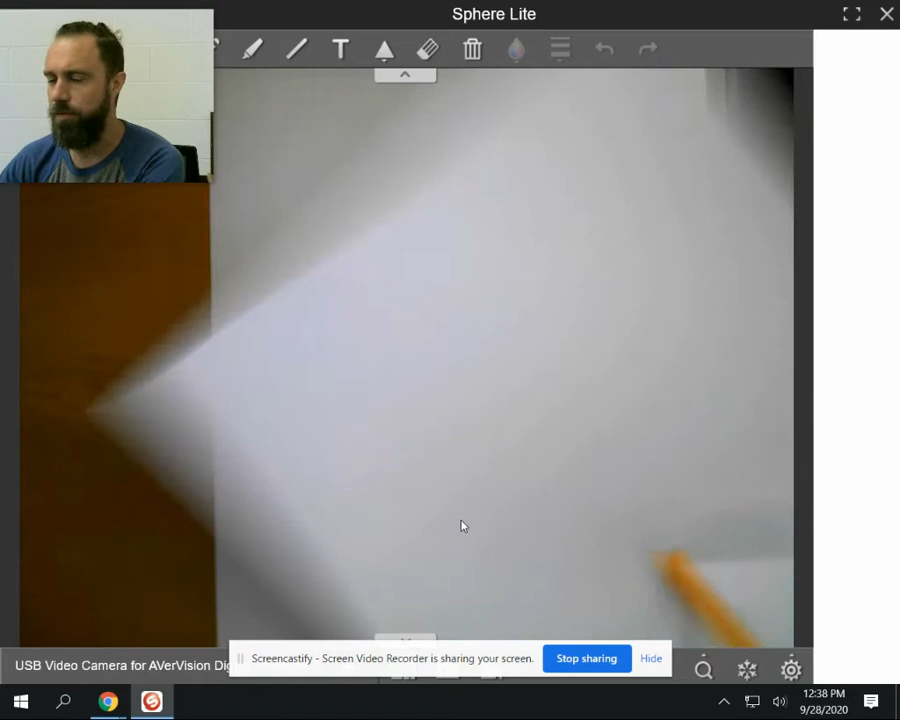 Sphere Lite
T
USB Video Camera for AVerVision Dig
Screencastify - Screen Video Recorder is sharing your screen.
Stop sharing
Hide
12:38 PM
9/28/2020